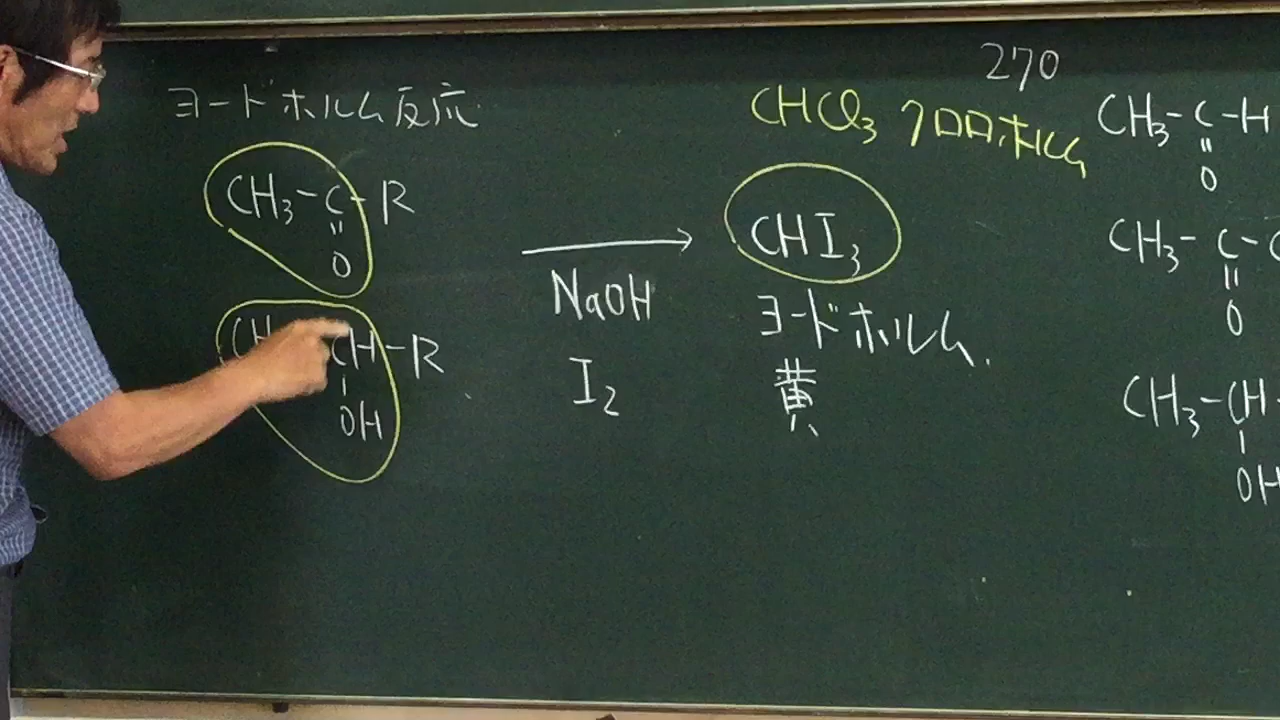 ヨードホルム反応
CH₃-C-R
=
O
CH-R
OH
NaOH
I₂
270
CHCl₃ クロロホルム
CHI₃
ヨードホルム.
黄
CH₃-C-H
=
O
CH₃-C-C
=
O
CH₃-CH-
OH